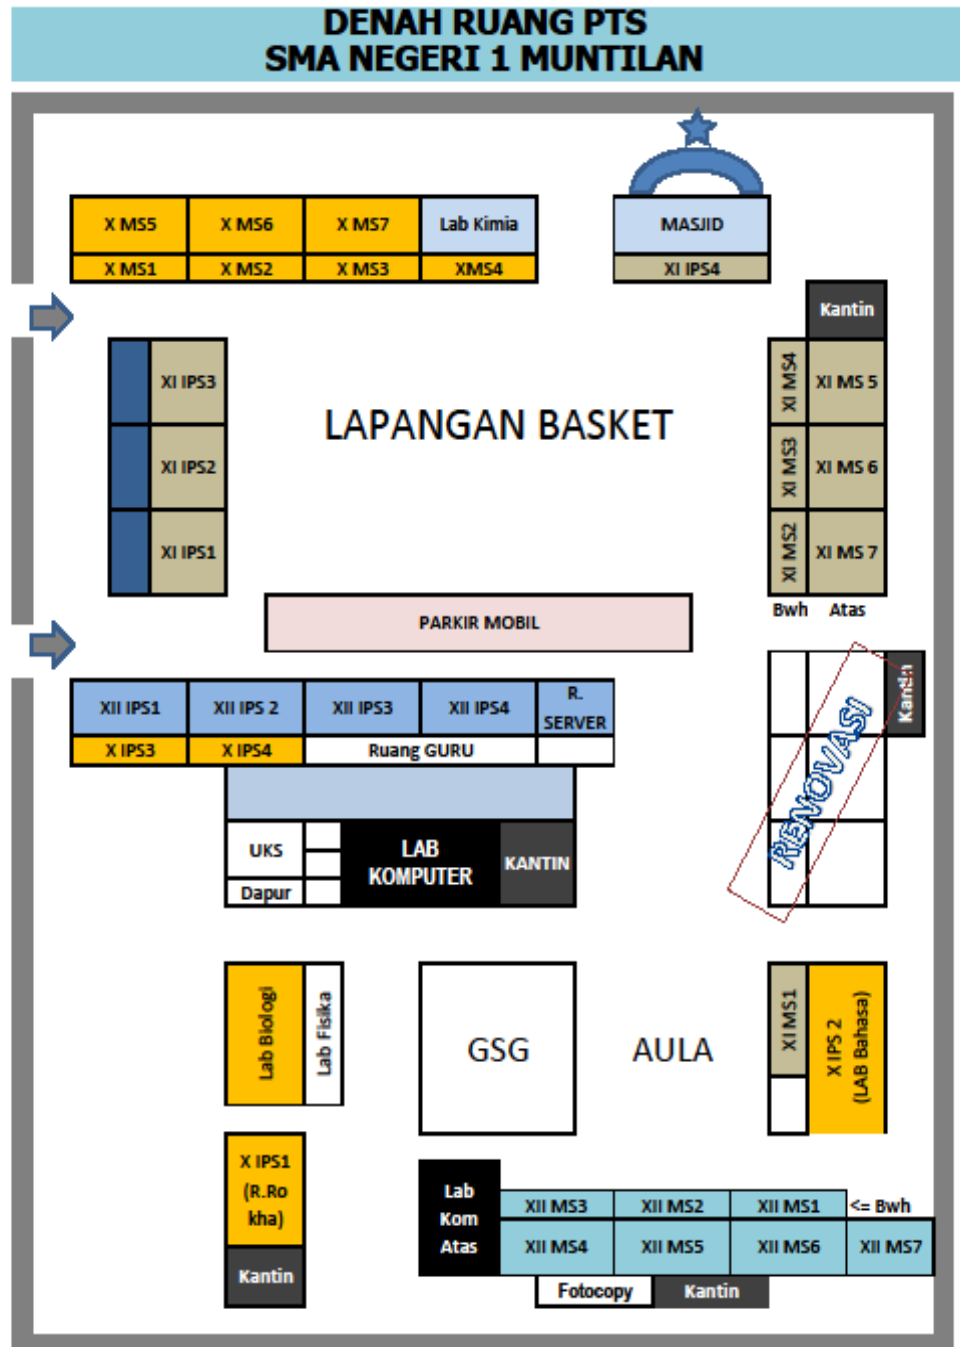 DENAH RUANG PTS
SMA NEGERI 1 MUNTILAN
X MS5 X MS6 X MS7 Lab Kimia MASJID
X MS1 X MS2 X MS3 XMS4 XI IPS4
Kantin
XI IPS3
LAPANGAN BASKET
XI MS4
XI MS 5
XI IPS2
XI MS3
XI MS 6
XI IPS1
XI MS2
XI MS 7
Bwh Atas
PARKIR MOBIL
XII IPS1 XII IPS 2 XII IPS3 XII IPS4 R.
SERVER
X IPS3 X IPS4 Ruang GURU
Kantin
RENOVASI
UKS
LAB
KOMPUTER
KANTIN
Dapur
Lab Biologi
Lab Fisika
GSG
AULA
XI MS1
X IPS 2
(LAB Bahasa)
X IPS1
(R.Ro
kha)
Kantin
Lab
Kom
Atas
XII MS3 XII MS2 XII MS1 <= Bwh
XII MS4 XII MS5 XII MS6 XII MS7
Fotocopy Kantin